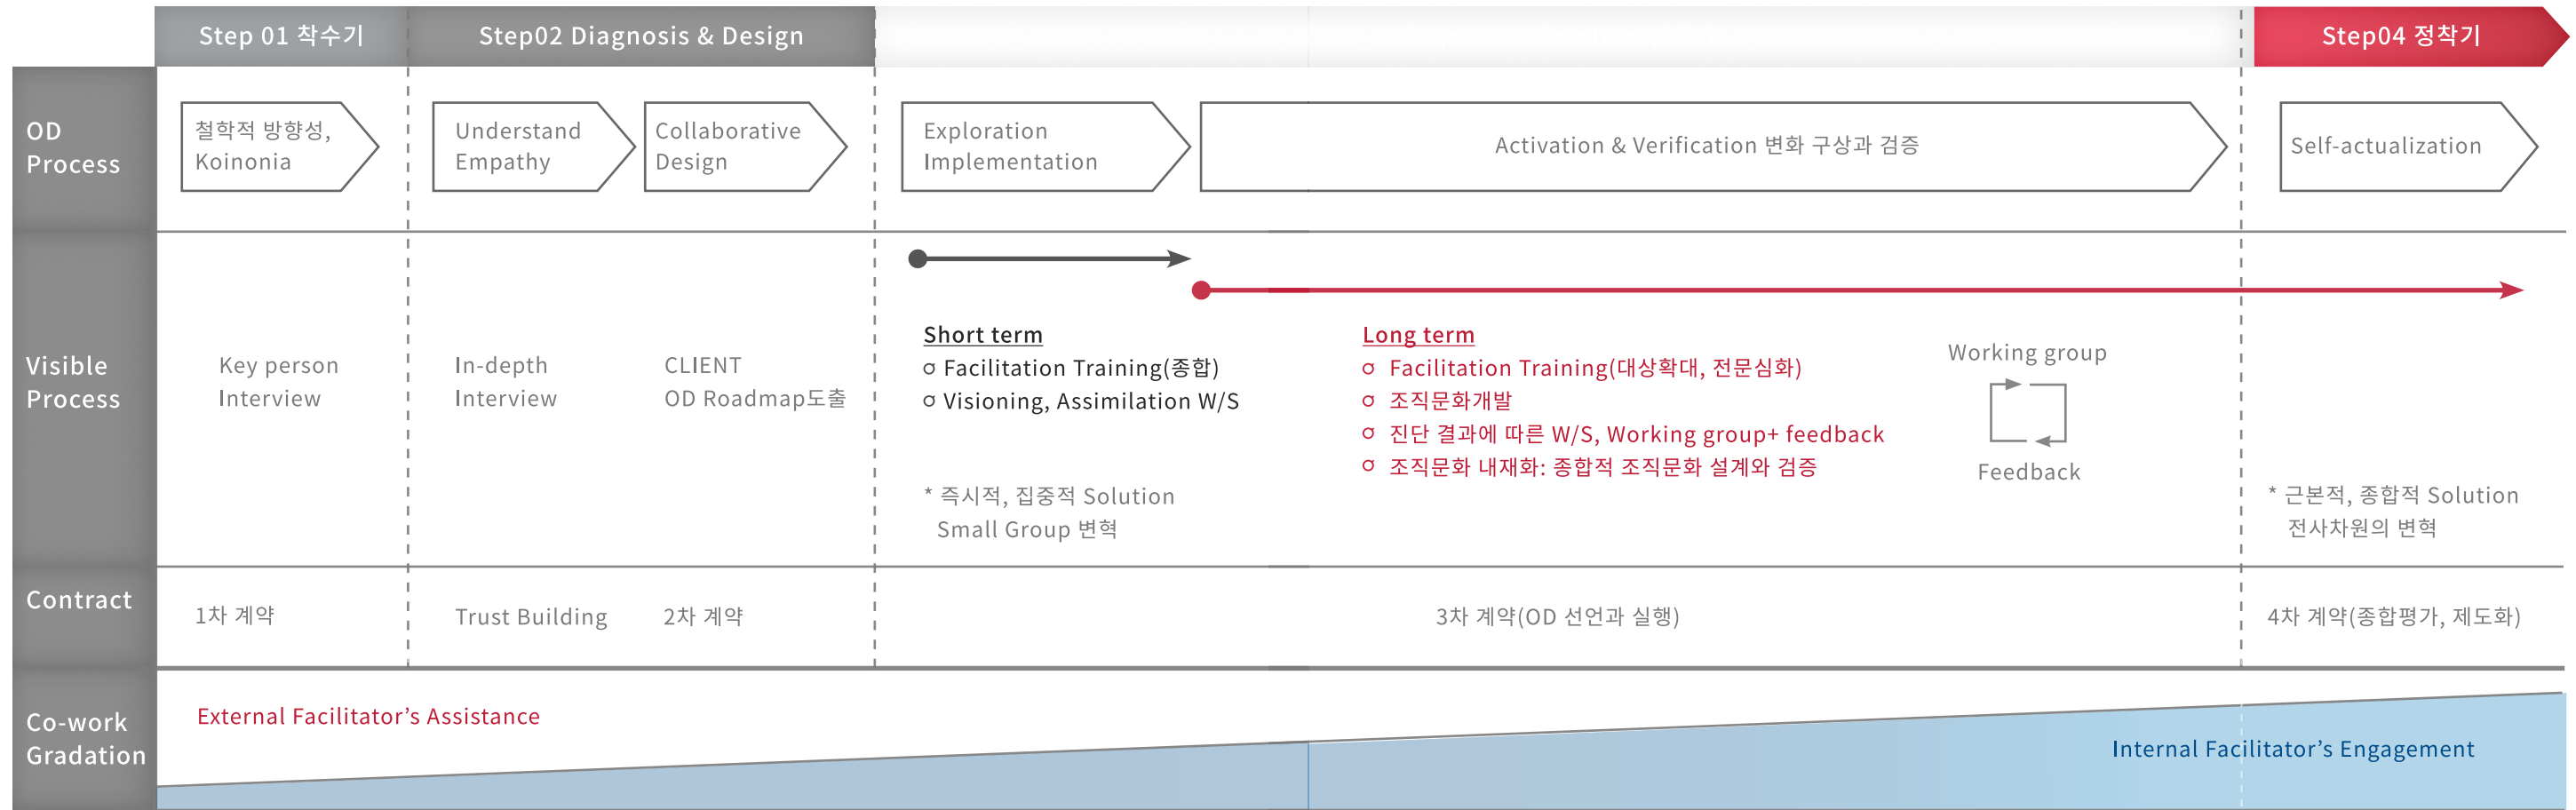 Step 01 착수기
Step02 Diagnosis & Design
Step04 정착기
OD
Process
철학적 방향성,
Koinonia
Understand
Empathy
Collaborative
Design
Exploration
Implementation
Activation & Verification 변화 구상과 검증
Self-actualization
Visible
Process
Key person
Interview
In-depth
Interview
CLIENT
OD Roadmap도출
Short term
Facilitation Training(종합)
Visioning, Assimilation W/S
* 즉시적, 집중적 Solution
Small Group 변혁
Long term
Facilitation Training(대상확대, 전문심화)
조직문화개발
진단 결과에 따른 W/S, Working group+ feedback
조직문화 내재화: 종합적 조직문화 설계와 검증
Working group
Feedback
* 근본적, 종합적 Solution
전사차원의 변혁
Contract
1차 계약
Trust Building
2차 계약
3차 계약(OD 선언과 실행)
4차 계약(종합평가, 제도화)
Co-work
Gradation
External Facilitator’s Assistance
Internal Facilitator’s Engagement